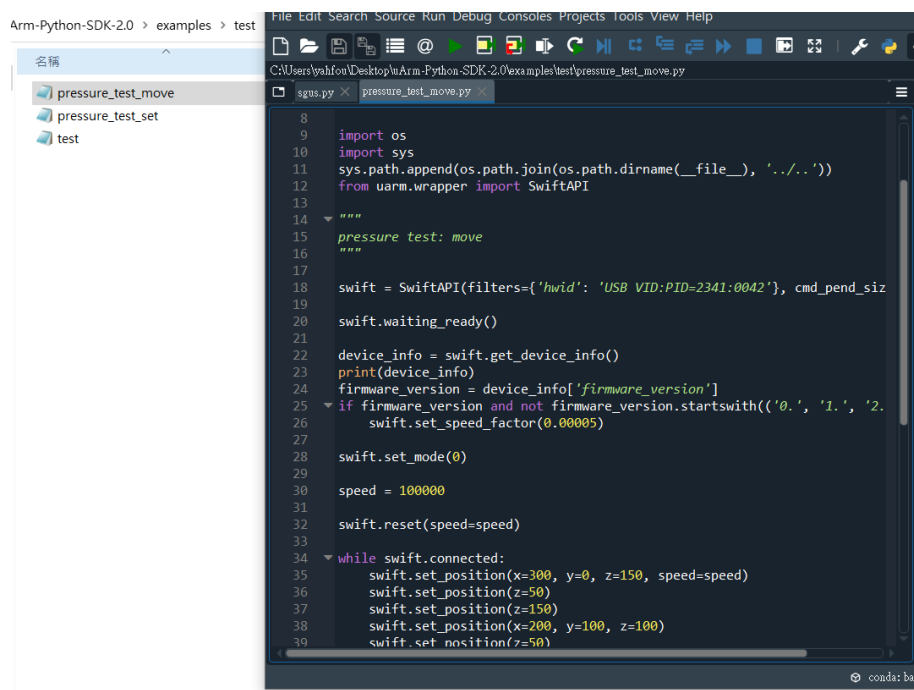 Arm-Python-SDK-2.0 > examples > test
名稱
pressure_test_move
pressure_test_set
test
File Edit Search Source Run Debug Consoles Projects Tools View Help
C:\Users\yahfou\Desktop\uArm-Python-SDK-2.0\examples\test\pressure_test_move.py
sgus.py
pressure_test_move.py
8
9 import os
10 import sys
11 sys.path.append(os.path.join(os.path.dirname(__file__), '../..'))
12 from uarm.wrapper import SwiftAPI
13
14 """
15 pressure test: move
16 """
17
18 swift = SwiftAPI(filters={'hwid': 'USB VID:PID=2341:0042'}, cmd_pend_siz
19
20 swift.waiting_ready()
21
22 device_info = swift.get_device_info()
23 print(device_info)
24 firmware_version = device_info['firmware_version']
25 if firmware_version and not firmware_version.startswith(('0.', '1.', '2.
26 swift.set_speed_factor(0.00005)
27
28 swift.set_mode(0)
29
30 speed = 100000
31
32 swift.reset(speed=speed)
33
34 while swift.connected:
35 swift.set_position(x=300, y=0, z=150, speed=speed)
36 swift.set_position(z=50)
37 swift.set_position(z=150)
38 swift.set_position(x=200, y=100, z=100)
39 swift.set_position(z=50)
conda: ba